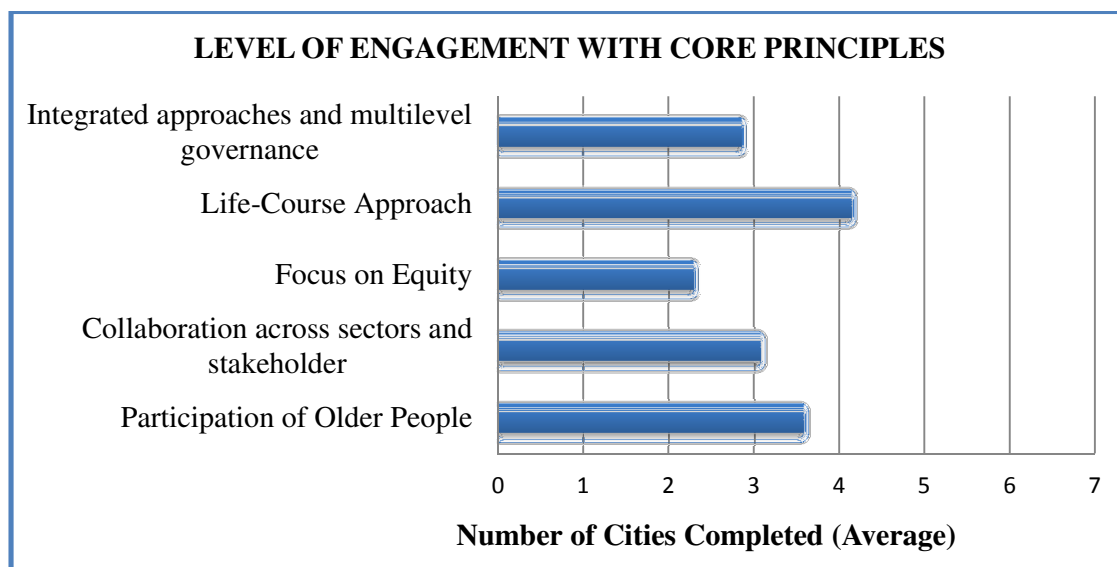 LEVEL OF ENGAGEMENT WITH CORE PRINCIPLES
Integrated approaches and multilevel
governance
Life-Course Approach
Focus on Equity
Collaboration across sectors and
stakeholder
Participation of Older People
0 1 2 3 4 5 6 7
Number of Cities Completed (Average)